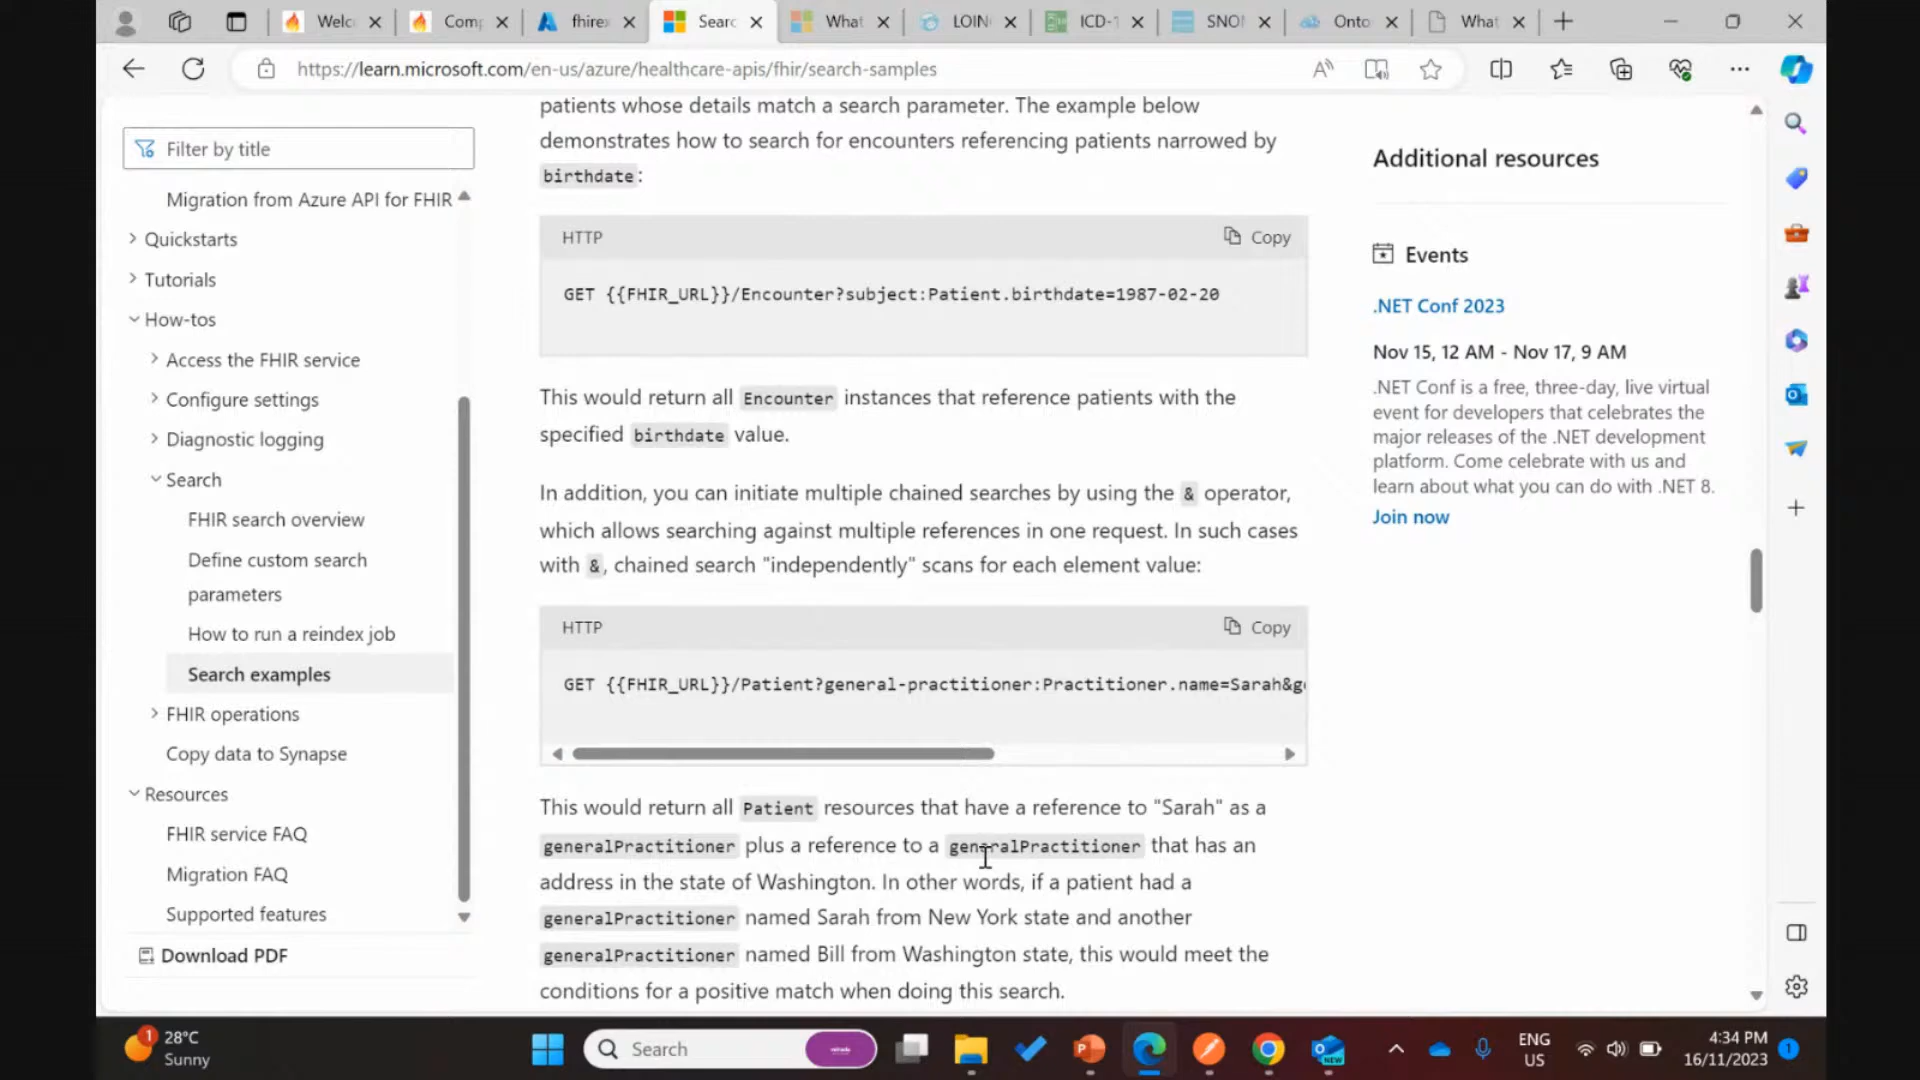 Welc
Comp
fhirex
Searc
What
LOIN
ICD-1
SNOM
Onto
What
https://learn.microsoft.com/en-us/azure/healthcare-apis/fhir/search-samples
Filter by title
Migration from Azure API for FHIR
Quickstarts
Tutorials
How-tos
Access the FHIR service
Configure settings
Diagnostic logging
Search
FHIR search overview
Define custom search
parameters
How to run a reindex job
Search examples
FHIR operations
Copy data to Synapse
Resources
FHIR service FAQ
Migration FAQ
Supported features
Download PDF
patients whose details match a search parameter. The example below
demonstrates how to search for encounters referencing patients narrowed by
birthdate:
HTTP
Copy
GET {{FHIR_URL}}/Encounter?subject:Patient.birthdate=1987-02-20
This would return all Encounter instances that reference patients with the
specified birthdate value.
In addition, you can initiate multiple chained searches by using the & operator,
which allows searching against multiple references in one request. In such cases
with &, chained search "independently" scans for each element value:
HTTP
Copy
GET {{FHIR_URL}}/Patient?general-practitioner:Practitioner.name=Sarah&g
This would return all Patient resources that have a reference to "Sarah" as a
generalPractitioner plus a reference to a generalPractitioner that has an
address in the state of Washington. In other words, if a patient had a
generalPractitioner named Sarah from New York state and another
generalPractitioner named Bill from Washington state, this would meet the
conditions for a positive match when doing this search.
Additional resources
Events
.NET Conf 2023
Nov 15, 12 AM - Nov 17, 9 AM
.NET Conf is a free, three-day, live virtual
event for developers that celebrates the
major releases of the .NET development
platform. Come celebrate with us and
learn about what you can do with .NET 8.
Join now
1
28°C
Sunny
Search
NEW
ENG
US
4:34 PM
16/11/2023
1